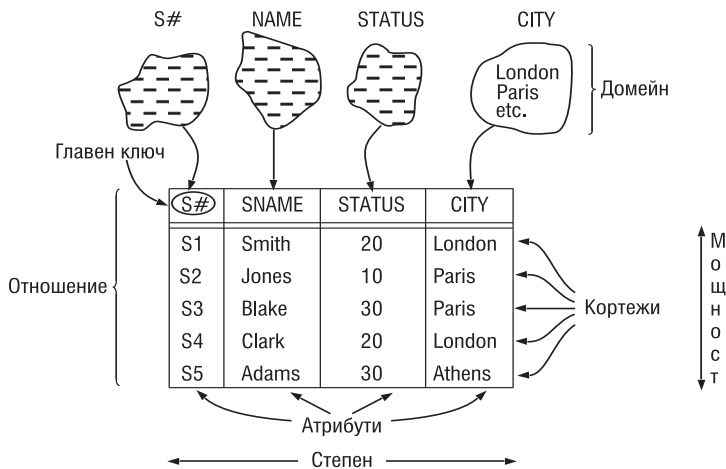 S# NAME STATUS CITY
London
Paris
etc.
Домейн
Главен ключ
S# SNAME STATUS CITY
S1 Smith 20 London
S2 Jones 10 Paris
S3 Blake 30 Paris
S4 Clark 20 London
S5 Adams 30 Athens
Отношение
Кортежи
Мощност
Атрибути
Степен